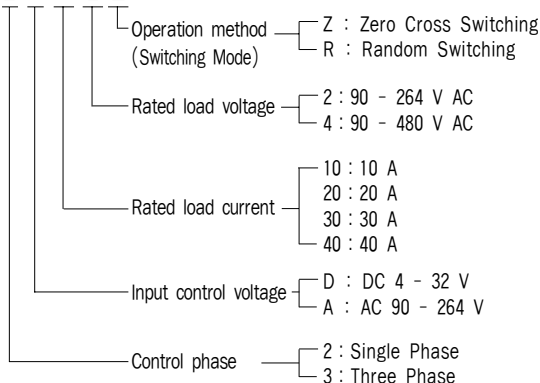 Operation method
(Switching Mode)
Z : Zero Cross Switching
R : Random Switching
Rated load voltage
2 : 90 - 264 V AC
4 : 90 - 480 V AC
Rated load current
10 : 10 A
20 : 20 A
30 : 30 A
40 : 40 A
Input control voltage
D : DC 4 - 32 V
A : AC 90 - 264 V
Control phase
2 : Single Phase
3 : Three Phase